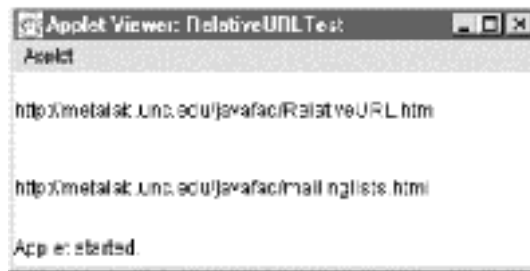 Applet Viewer: RelativeURLTest
Applet
http://metalab.unc.edu/javafaq/RelativeURL.htm
http://metalab.unc.edu/javafaq/mailinglists.html
Applet started.